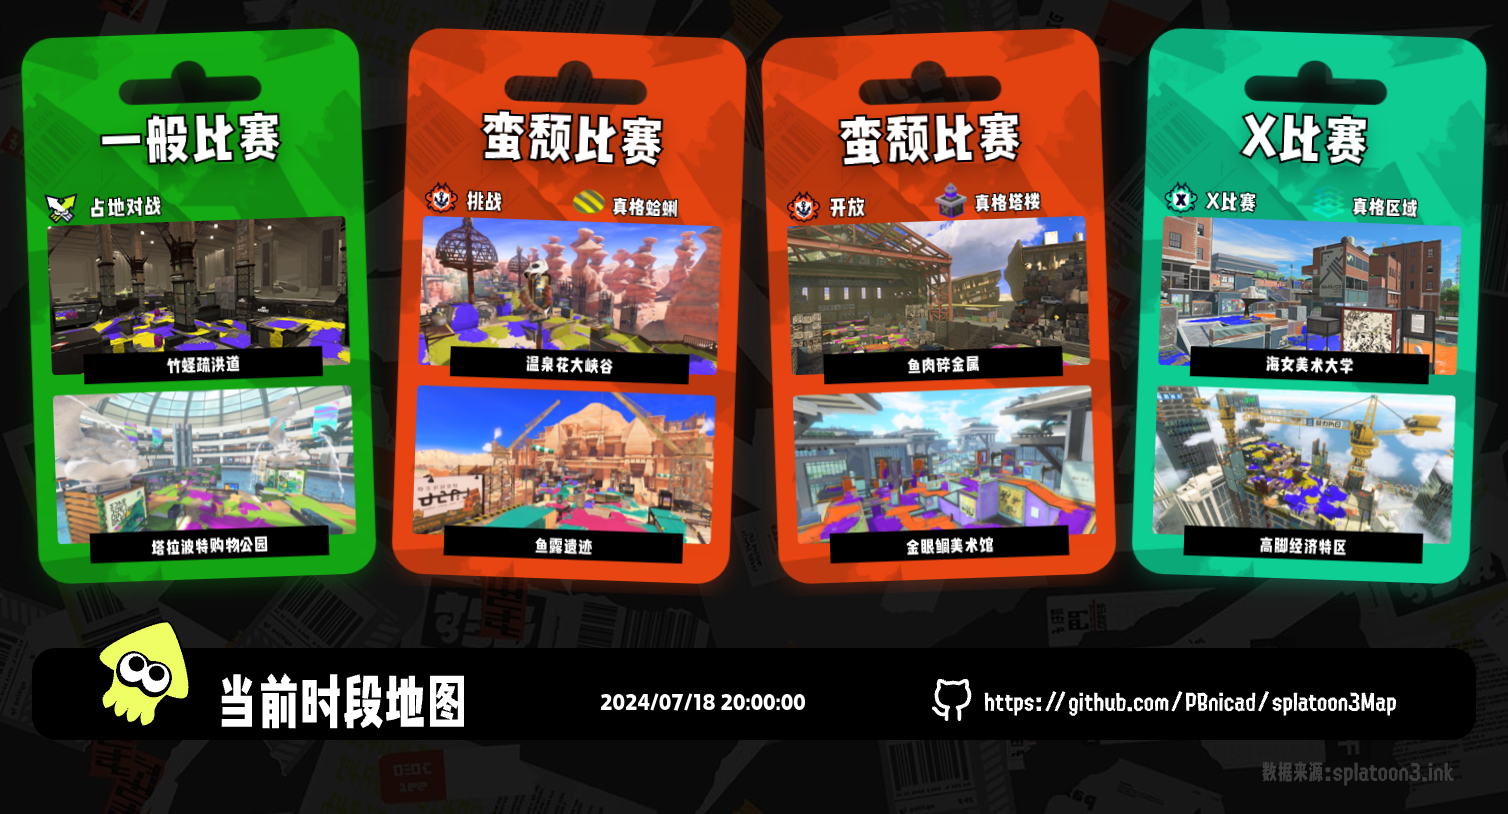 一般比赛
占地对战
竹蛏疏洪道
塔拉波特购物公园
蛮颓比赛
挑战
真格蛤蜊
温泉花大峡谷
鱼露遗迹
蛮颓比赛
开放
真格塔楼
鱼肉碎金属
金眼鲷美术馆
X比赛
X比赛
真格区域
海女美术大学
高脚经济特区
当前时段地图
2024/07/18 20:00:00
https://github.com/PBnicad/splatoon3Map
数据来源:splatoon3.ink